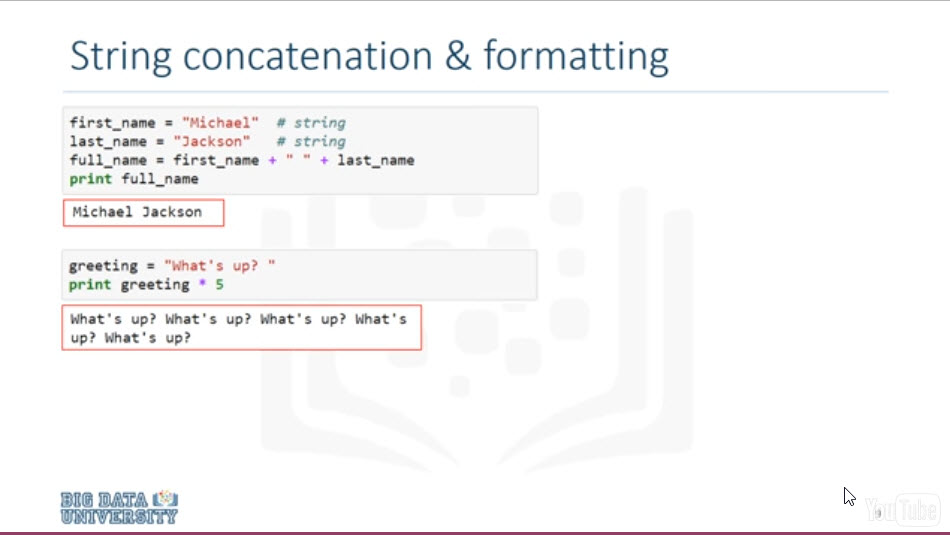 String concatenation & formatting
first_name = "Michael"  # string
last_name = "Jackson"   # string
full_name = first_name + " " + last_name
print full_name
Michael Jackson
greeting = "What's up? "
print greeting * 5
What's up? What's up? What's up? What's
up? What's up?
BIG DATA
UNIVERSITY
YouTube